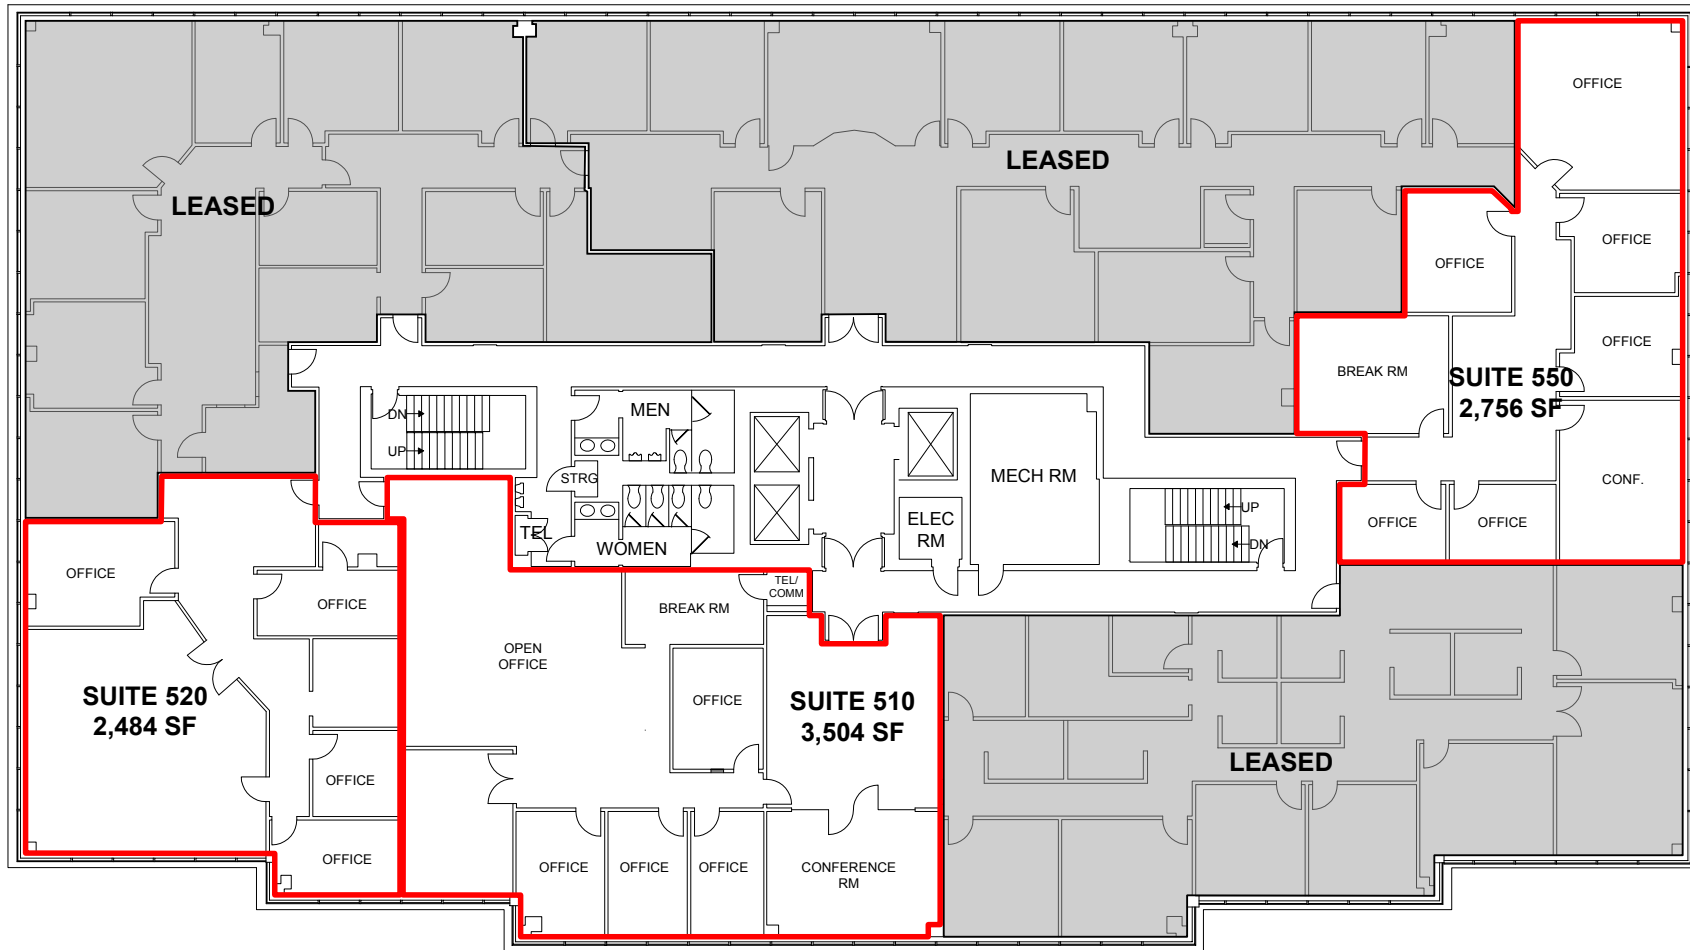 OFFICE
LEASED
LEASED
OFFICE
OFFICE
OFFICE
BREAK RM
SUITE 550
2,756 SF
DN
UP
MEN
STRG
MECH RM
CONF.
ELEC
RM
UP
DN
OFFICE
OFFICE
TEL
WOMEN
OFFICE
OFFICE
BREAK RM
TEL/
COMM
OPEN
OFFICE
SUITE 520
2,484 SF
OFFICE
SUITE 510
3,504 SF
LEASED
OFFICE
OFFICE
OFFICE
OFFICE
OFFICE
CONFERENCE
RM